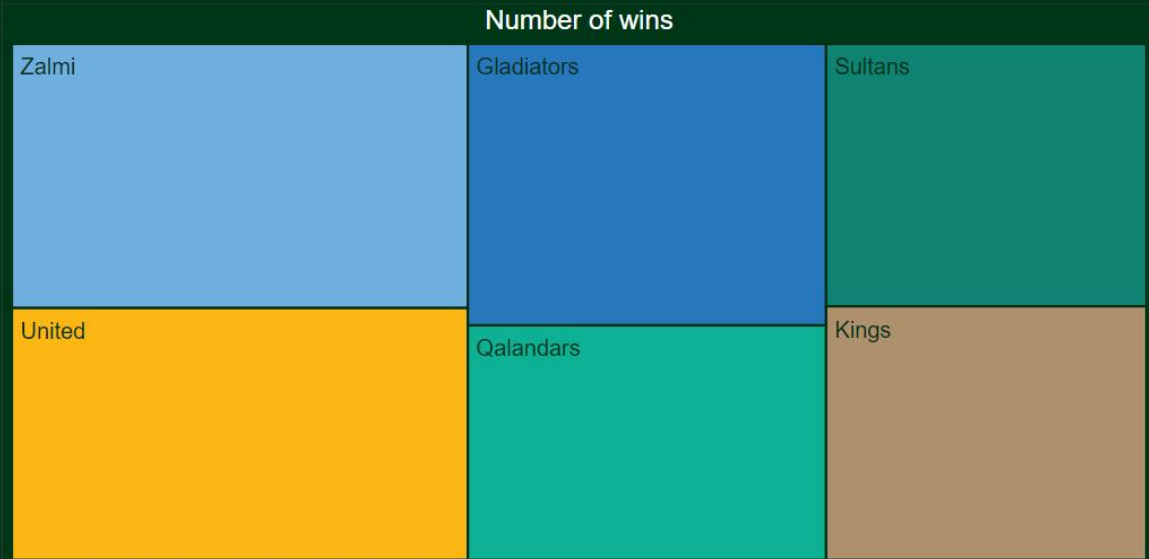 Number of wins
Zalmi
Gladiators
Sultans
United
Qalandars
Kings